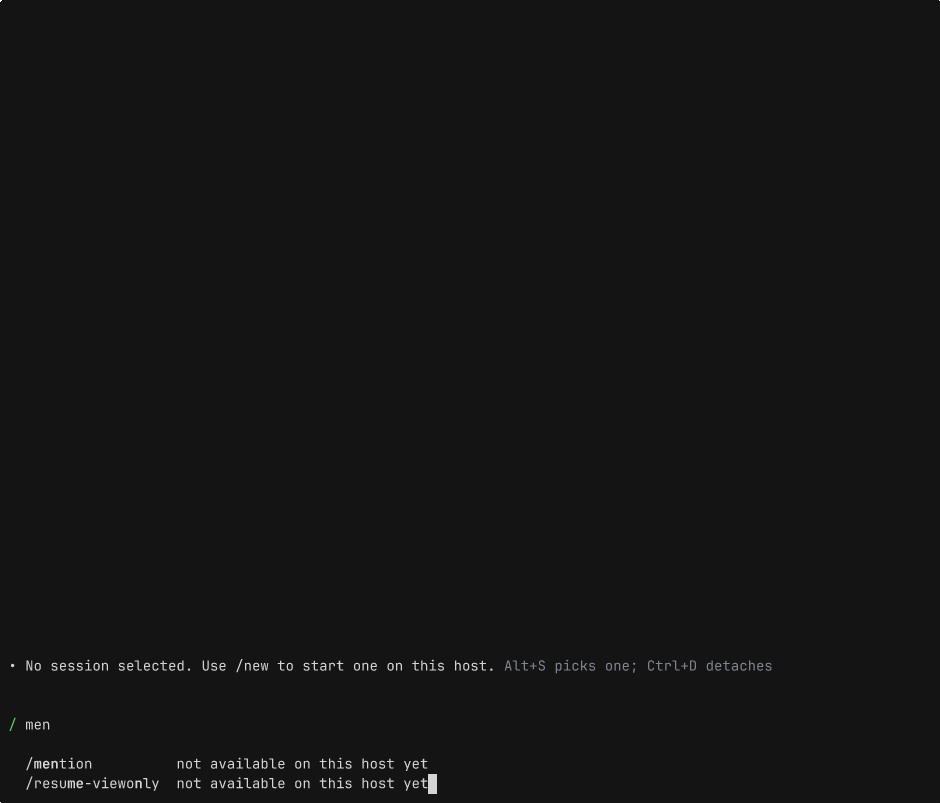 • No session selected. Use /new to start one on this host. Alt+S picks one; Ctrl+D detaches
/ men
/mention not available on this host yet
/resume-viewonly not available on this host yet